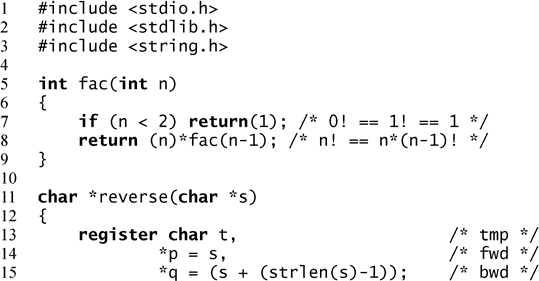 1 #include <stdio.h>
2 #include <stdlib.h>
3 #include <string.h>
4
5 int fac(int n)
6 {
7 if (n < 2) return(1); /* 0! == 1! == 1 */
8 return (n)*fac(n-1); /* n! == n*(n-1)! */
9 }
10
11 char *reverse(char *s)
12 {
13 register char t, /* tmp */
14 *p = s, /* fwd */
15 *q = (s + (strlen(s)-1)); /* bwd */